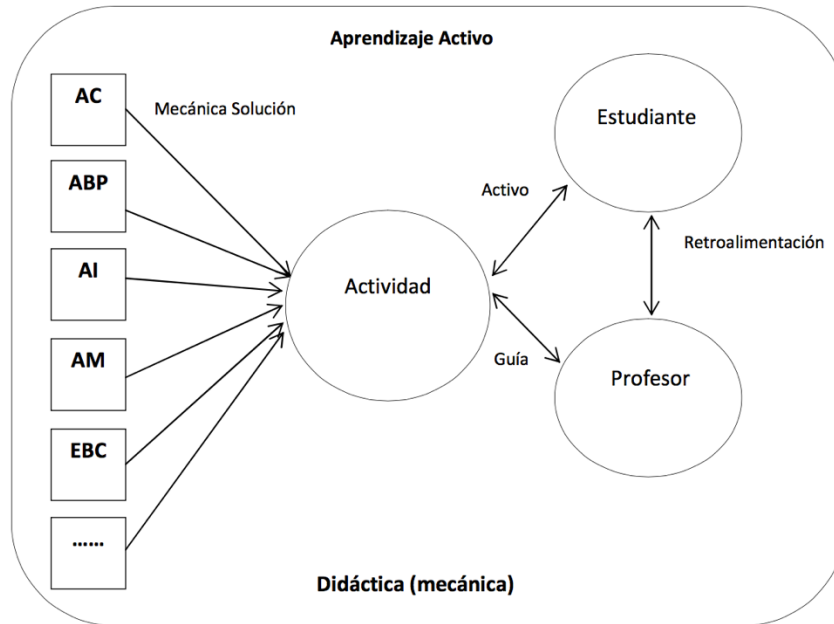 Aprendizaje Activo
AC
Mecánica Solución
ABP
AI
AM
EBC
......
Actividad
Activo
Guía
Estudiante
Retroalimentación
Profesor
Didáctica (mecánica)